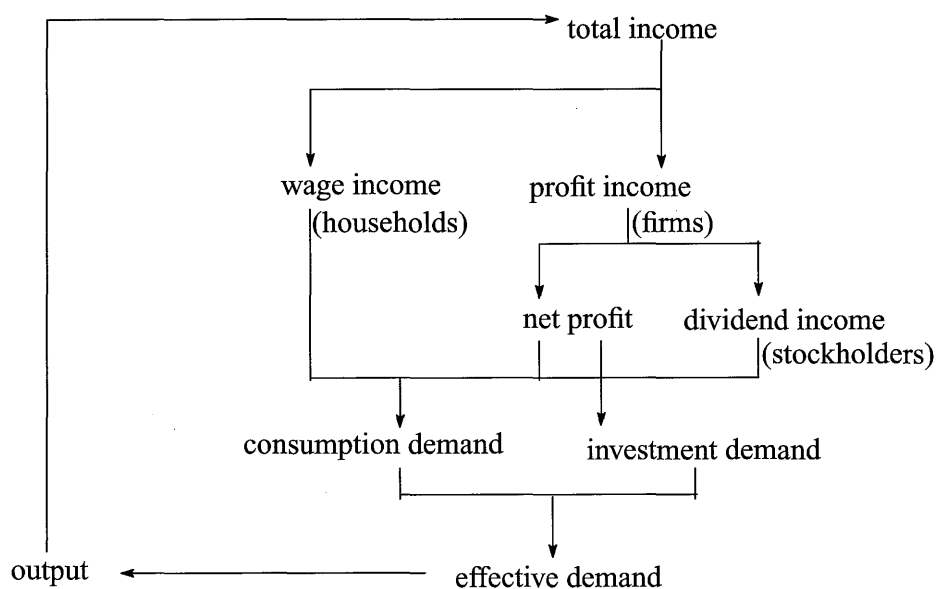 total income
wage income
(households)
profit income
(firms)
net profit
dividend income
(stockholders)
consumption demand
investment demand
output
effective demand